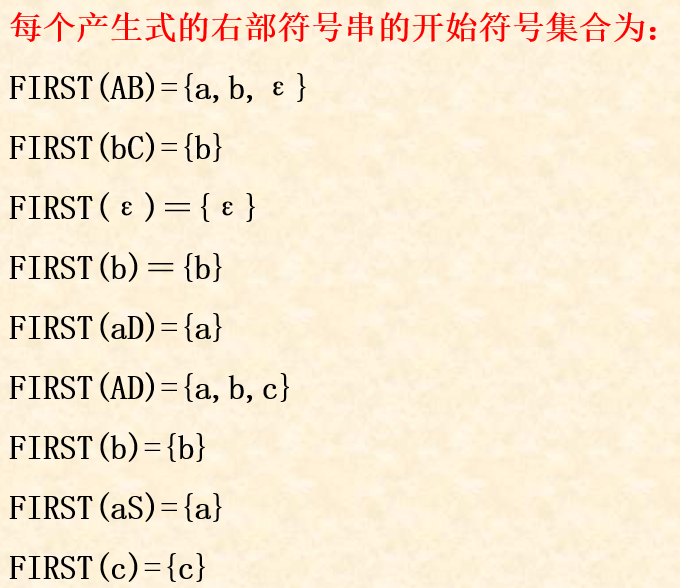 每个产生式的右部符号串的开始符号集合为：
FIRST(AB)={a,b, ε}
FIRST(bC)={b}
FIRST(ε)＝{ε}
FIRST(b)＝{b}
FIRST(aD)={a}
FIRST(AD)={a,b,c}
FIRST(b)={b}
FIRST(aS)={a}
FIRST(c)={c}